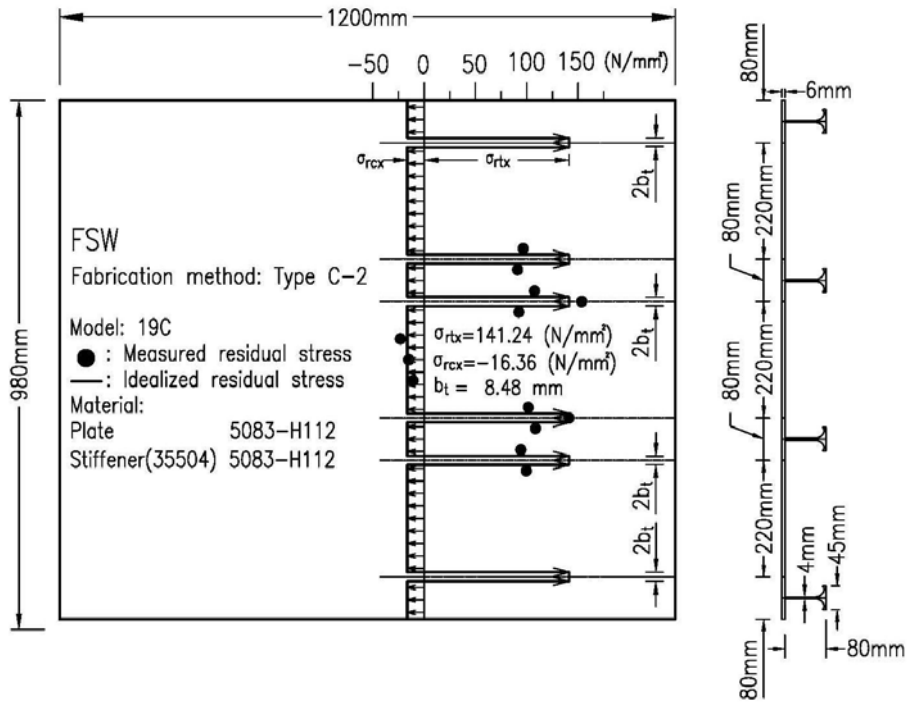 1200mm
-50 0 50 100 150 (N/mm²)
80mm
6mm
σrcx
σrtx
2bt
220mm
80mm
FSW
Fabrication method: Type C-2
980mm
Model: 19C
● : Measured residual stress
— : Idealized residual stress
Material:
Plate 5083-H112
Stiffener(35504) 5083-H112
σrtx=141.24 (N/mm²)
σrcx=-16.36 (N/mm²)
bt = 8.48 mm
2bt
220mm
80mm
2bt
2bt
220mm
4mm
45mm
80mm
80mm